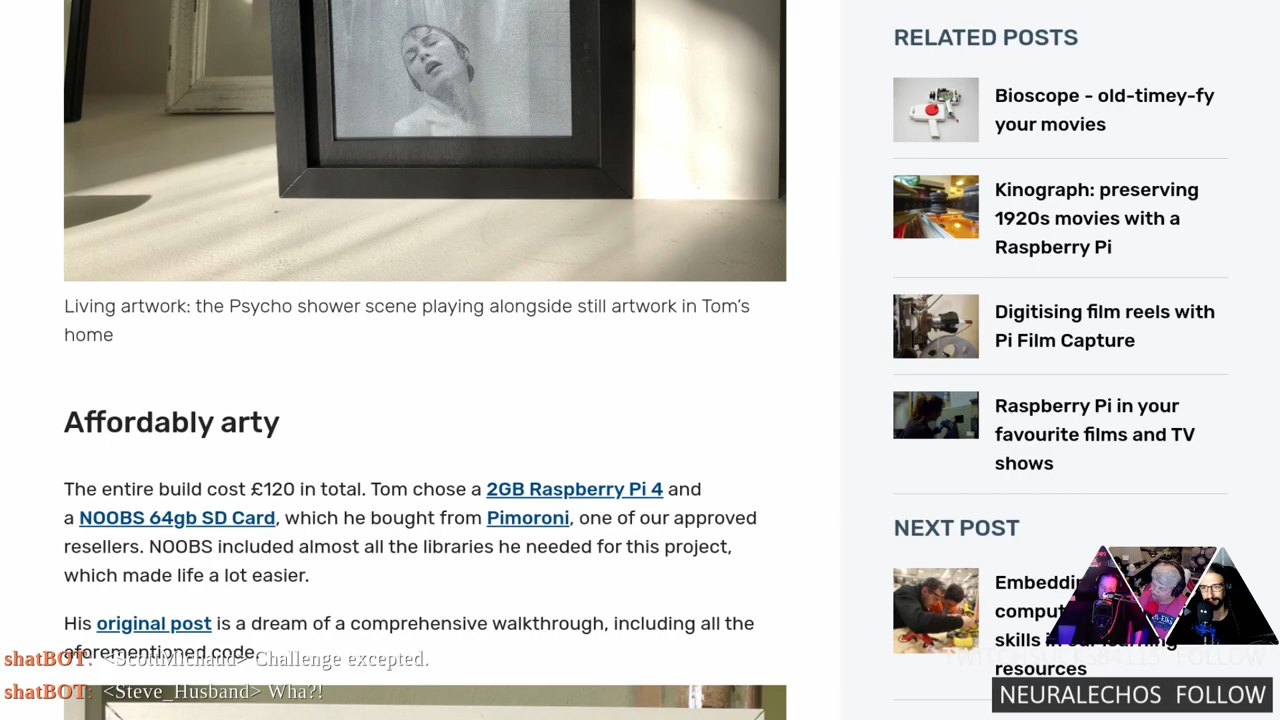 Living artwork: the Psycho shower scene playing alongside still artwork in Tom's
home
Affordably arty
The entire build cost £120 in total. Tom chose a 2GB Raspberry Pi 4 and
a NOOBS 64gb SD Card, which he bought from Pimoroni, one of our approved
resellers. NOOBS included almost all the libraries he needed for this project,
which made life a lot easier.
His original post is a dream of a comprehensive walkthrough, including all the
aforementioned code.
shatBOT: <ScottMichaud> Challenge excepted.
shatBOT: <Steve_Husband> Wha?!
RELATED POSTS
Bioscope – old-timey-fy
your movies
Kinograph: preserving
1920s movies with a
Raspberry Pi
Digitising film reels with
Pi Film Capture
Raspberry Pi in your
favourite films and TV
shows
NEXT POST
resources
FOLLOW
NEURALECHOS FOLLOW